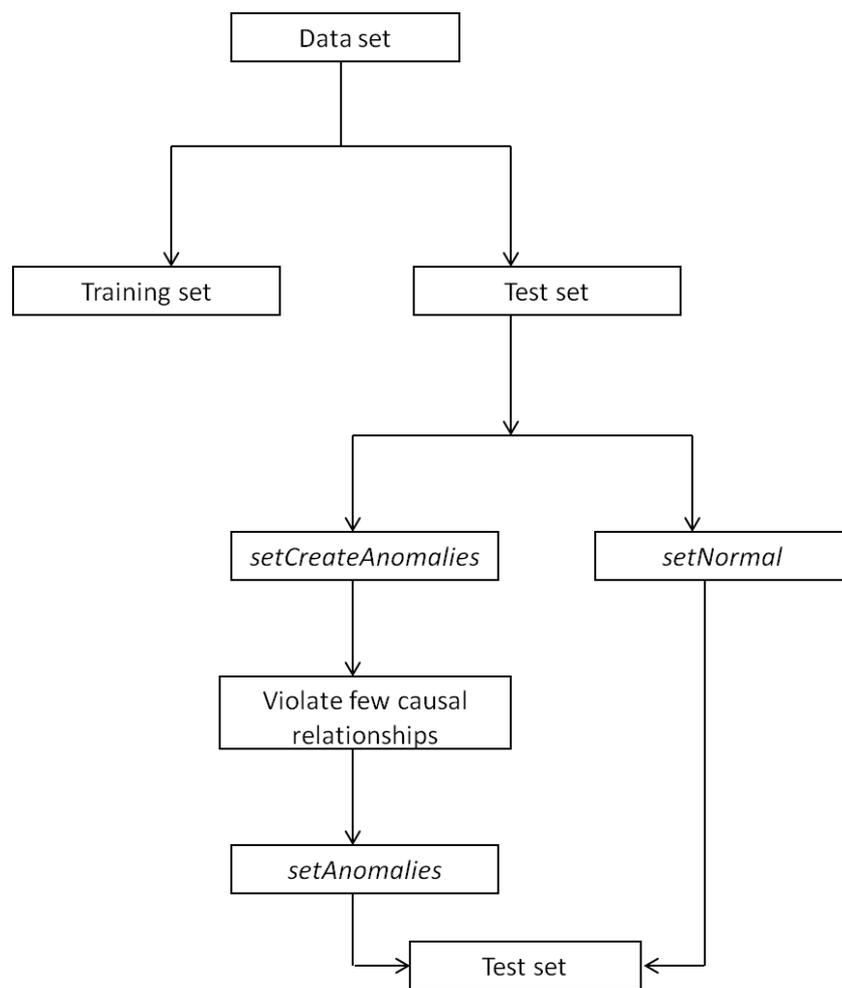 Data set
Training set
Test set
setCreateAnomalies
setNormal
Violate few causal
relationships
setAnomalies
Test set